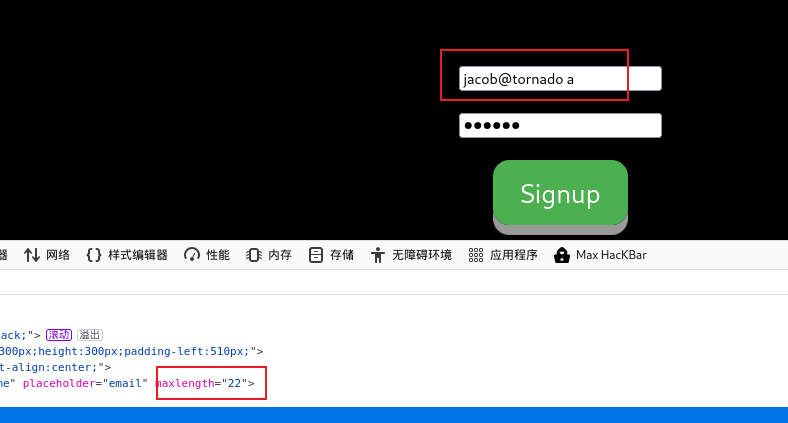 jacob@tornado a
●●●●●●
Signup
器 网络 样式编辑器 性能 内存 存储 无障碍环境 应用程序 Max HacKBar
ack;"> 滚动 溢出
300px;height:300px;padding-left:510px;">
t-align:center;">
me" placeholder="email" maxlength="22">